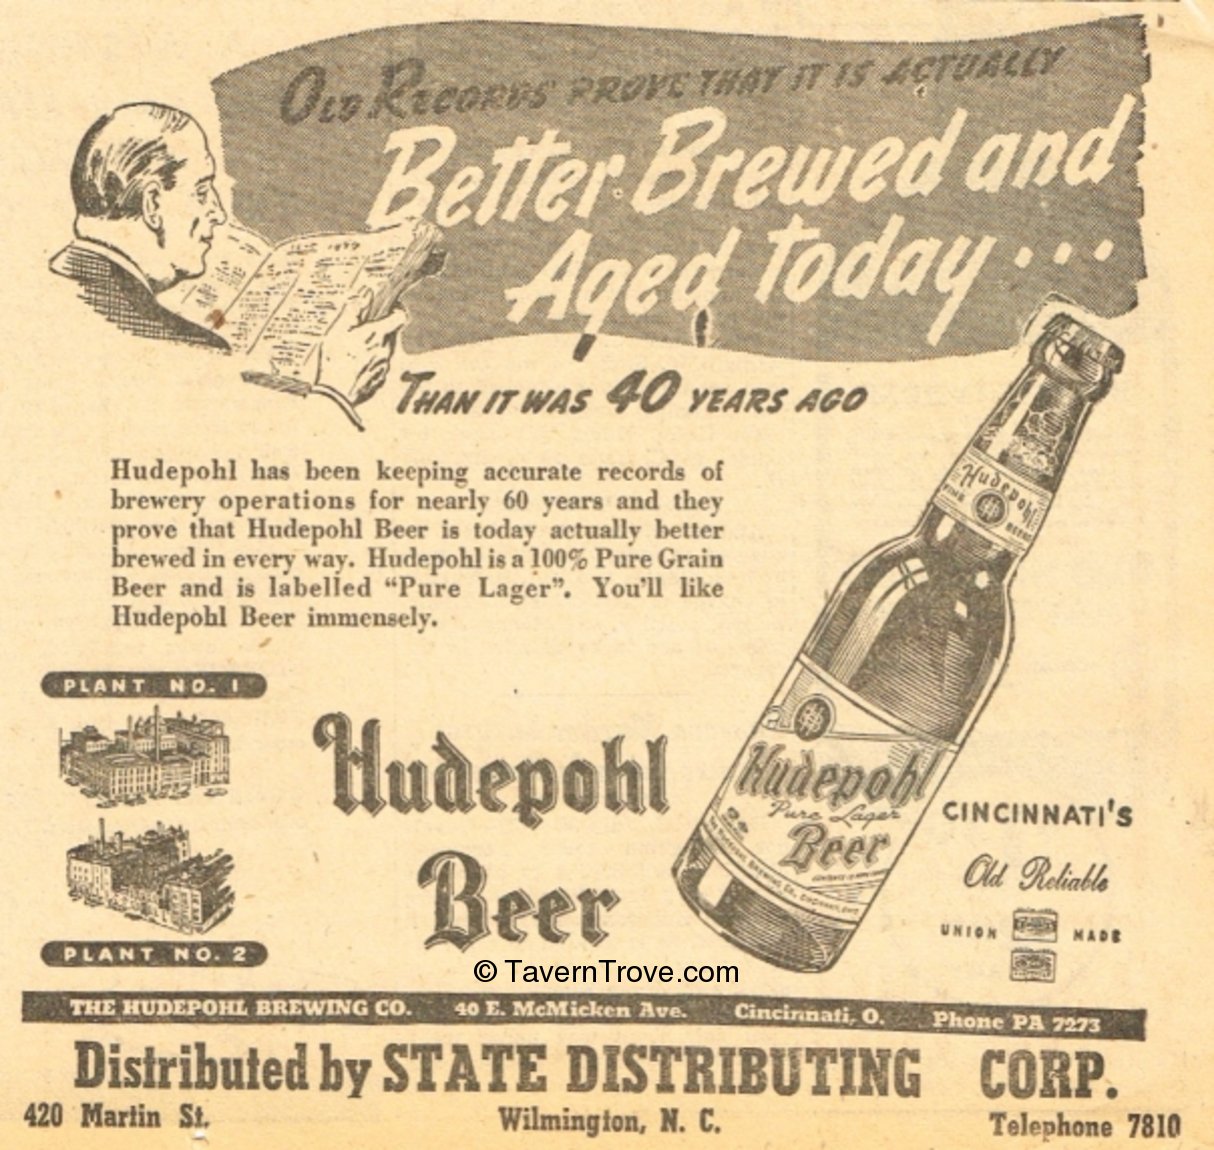 Old Records prove that it is actually
Better Brewed and
Aged today...
Than it was 40 years ago
Hudepohl has been keeping accurate records of
brewery operations for nearly 60 years and they
prove that Hudepohl Beer is today actually better
brewed in every way. Hudepohl is a 100% Pure Grain
Beer and is labelled “Pure Lager”. You'll like
Hudepohl Beer immensely.
Hudepohl
PLANT NO. 1
PLANT NO. 2
Hudepohl
Beer
Hudepohl
Pure Lager
Beer
CINCINNATI'S
Old Reliable
UNION MADE
© TavernTrove.com
THE HUDEPOHL BREWING CO. 40 E. McMicken Ave. Cincinnati, O. Phone PA 7273
Distributed by STATE DISTRIBUTING CORP.
420 Martin St. Wilmington, N. C. Telephone 7810